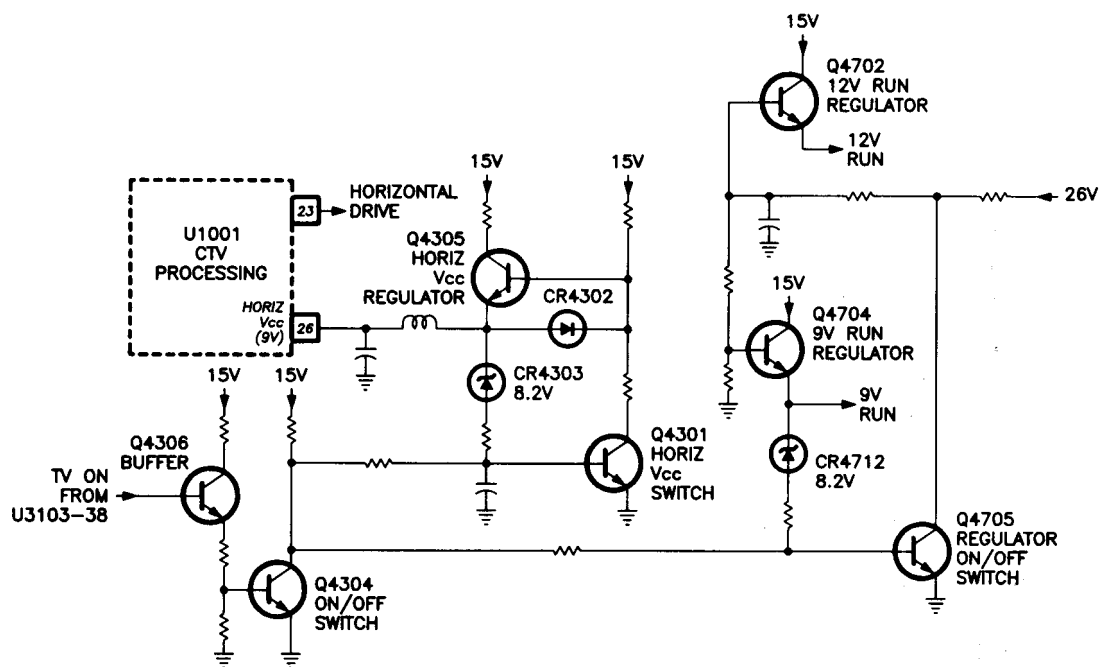 15V
Q4702
12V RUN
REGULATOR
12V
RUN
26V
15V
15V
U1001
CTV
PROCESSING
23
HORIZONTAL
DRIVE
HORIZ
Vcc
(9V)
26
Q4305
HORIZ
Vcc
REGULATOR
CR4302
CR4303
8.2V
15V
Q4704
9V RUN
REGULATOR
9V
RUN
CR4712
8.2V
15V
15V
Q4306
BUFFER
TV ON
FROM
U3103-38
Q4301
HORIZ
Vcc
SWITCH
Q4304
ON/OFF
SWITCH
Q4705
REGULATOR
ON/OFF
SWITCH